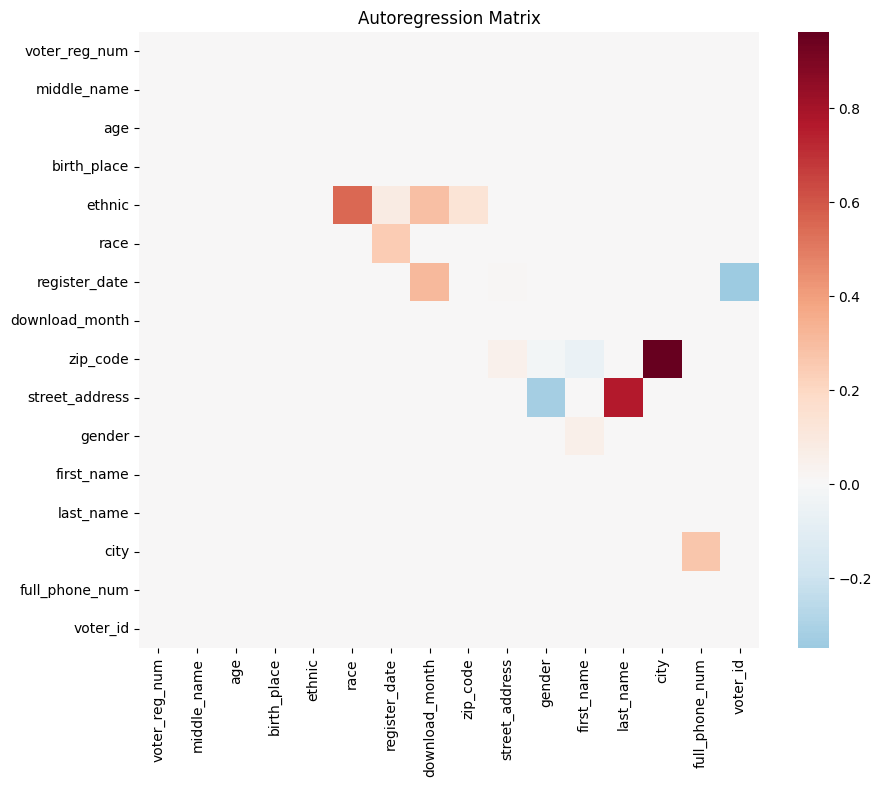 Autoregression Matrix
voter_reg_num
middle_name
age
birth_place
ethnic
race
register_date
download_month
zip_code
street_address
gender
first_name
last_name
city
full_phone_num
voter_id
voter_reg_num
middle_name
age
birth_place
ethnic
race
register_date
download_month
zip_code
street_address
gender
first_name
last_name
city
full_phone_num
voter_id
0.8
0.6
0.4
0.2
0.0
−0.2